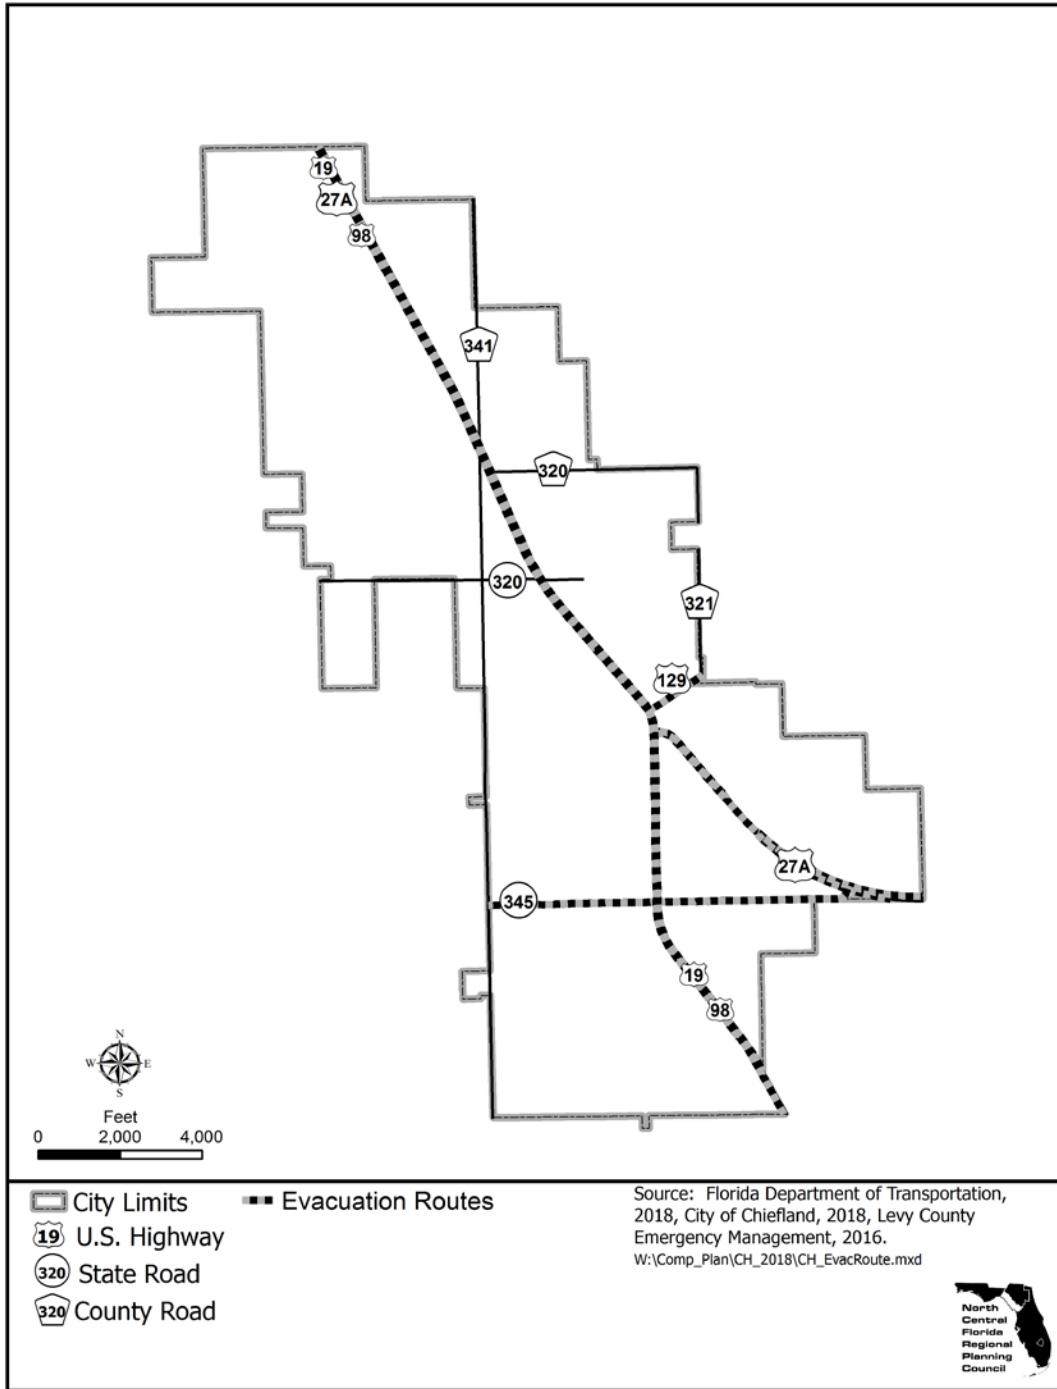 19
27A
98
341
320
320
321
129
27A
345
19
98
N
W E
S
Feet
0 2,000 4,000
City Limits
Evacuation Routes
19 U.S. Highway
320 State Road
320 County Road
Source: Florida Department of Transportation,
2018, City of Chiefland, 2018, Levy County
Emergency Management, 2016.
W:\Comp_Plan\CH_2018\CH_EvacRoute.mxd
North
Central
Florida
Regional
Planning
Council